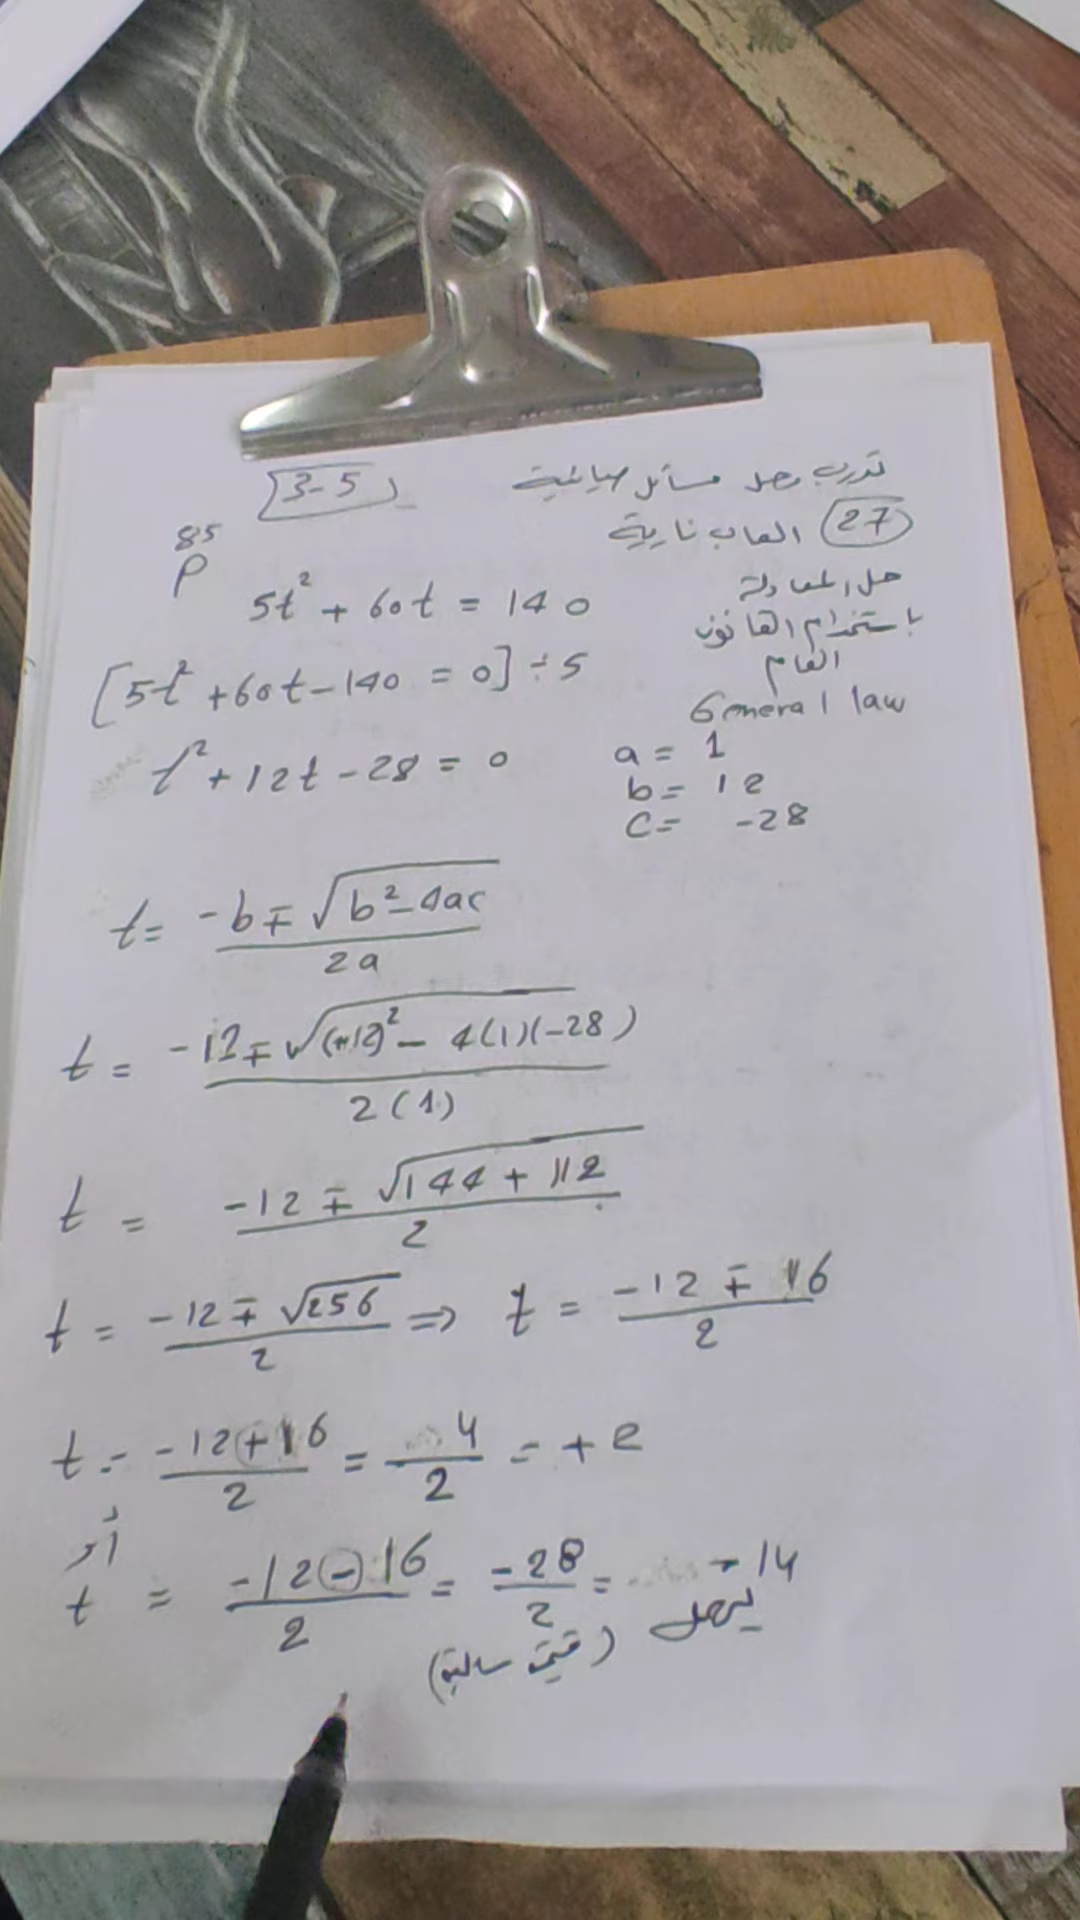 3-5 تدرب وحل مسائل حياتية
27 العاب نارية
85
P
حل المعادلة
باستخدام القانون
العام
General law
5t² + 60t = 140
[5t² + 60t - 140 = 0] ÷ 5
t² + 12t - 28 = 0
a = 1
b = 12
c = -28
t = (-b ∓ √(b² - 4ac)) / 2a
t = (-12 ∓ √((+12)² - 4(1)(-28))) / 2(1)
t = (-12 ∓ √(144 + 112)) / 2
t = (-12 ∓ √256) / 2 ⇒ t = (-12 ∓ 16) / 2
t = (-12 + 16) / 2 = 4 / 2 = +2
أو
t = (-12 - 16) / 2 = -28 / 2 = -14
يهمل (قيمة سالبة)